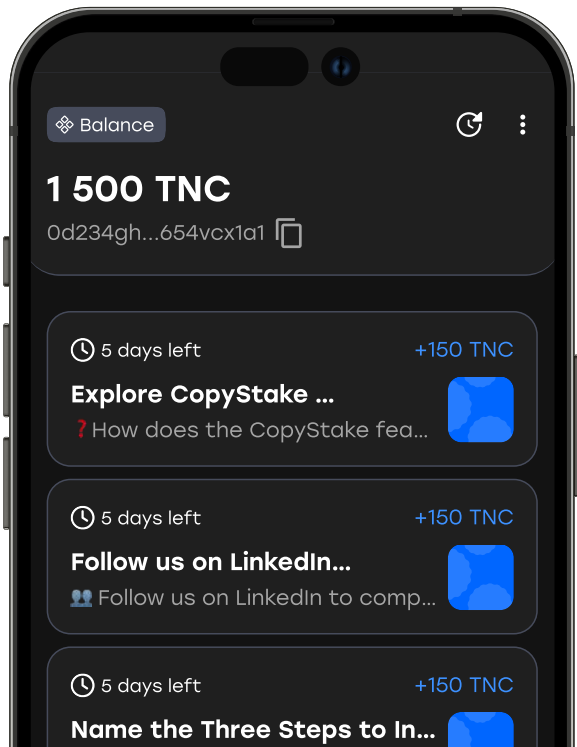 Balance
1 500 TNC
0d234gh...654vcx1a1
5 days left
+150 TNC
Explore CopyStake ...
❓How does the CopyStake fea...
5 days left
+150 TNC
Follow us on LinkedIn...
👥 Follow us on LinkedIn to comp...
5 days left
+150 TNC
Name the Three Steps to In...